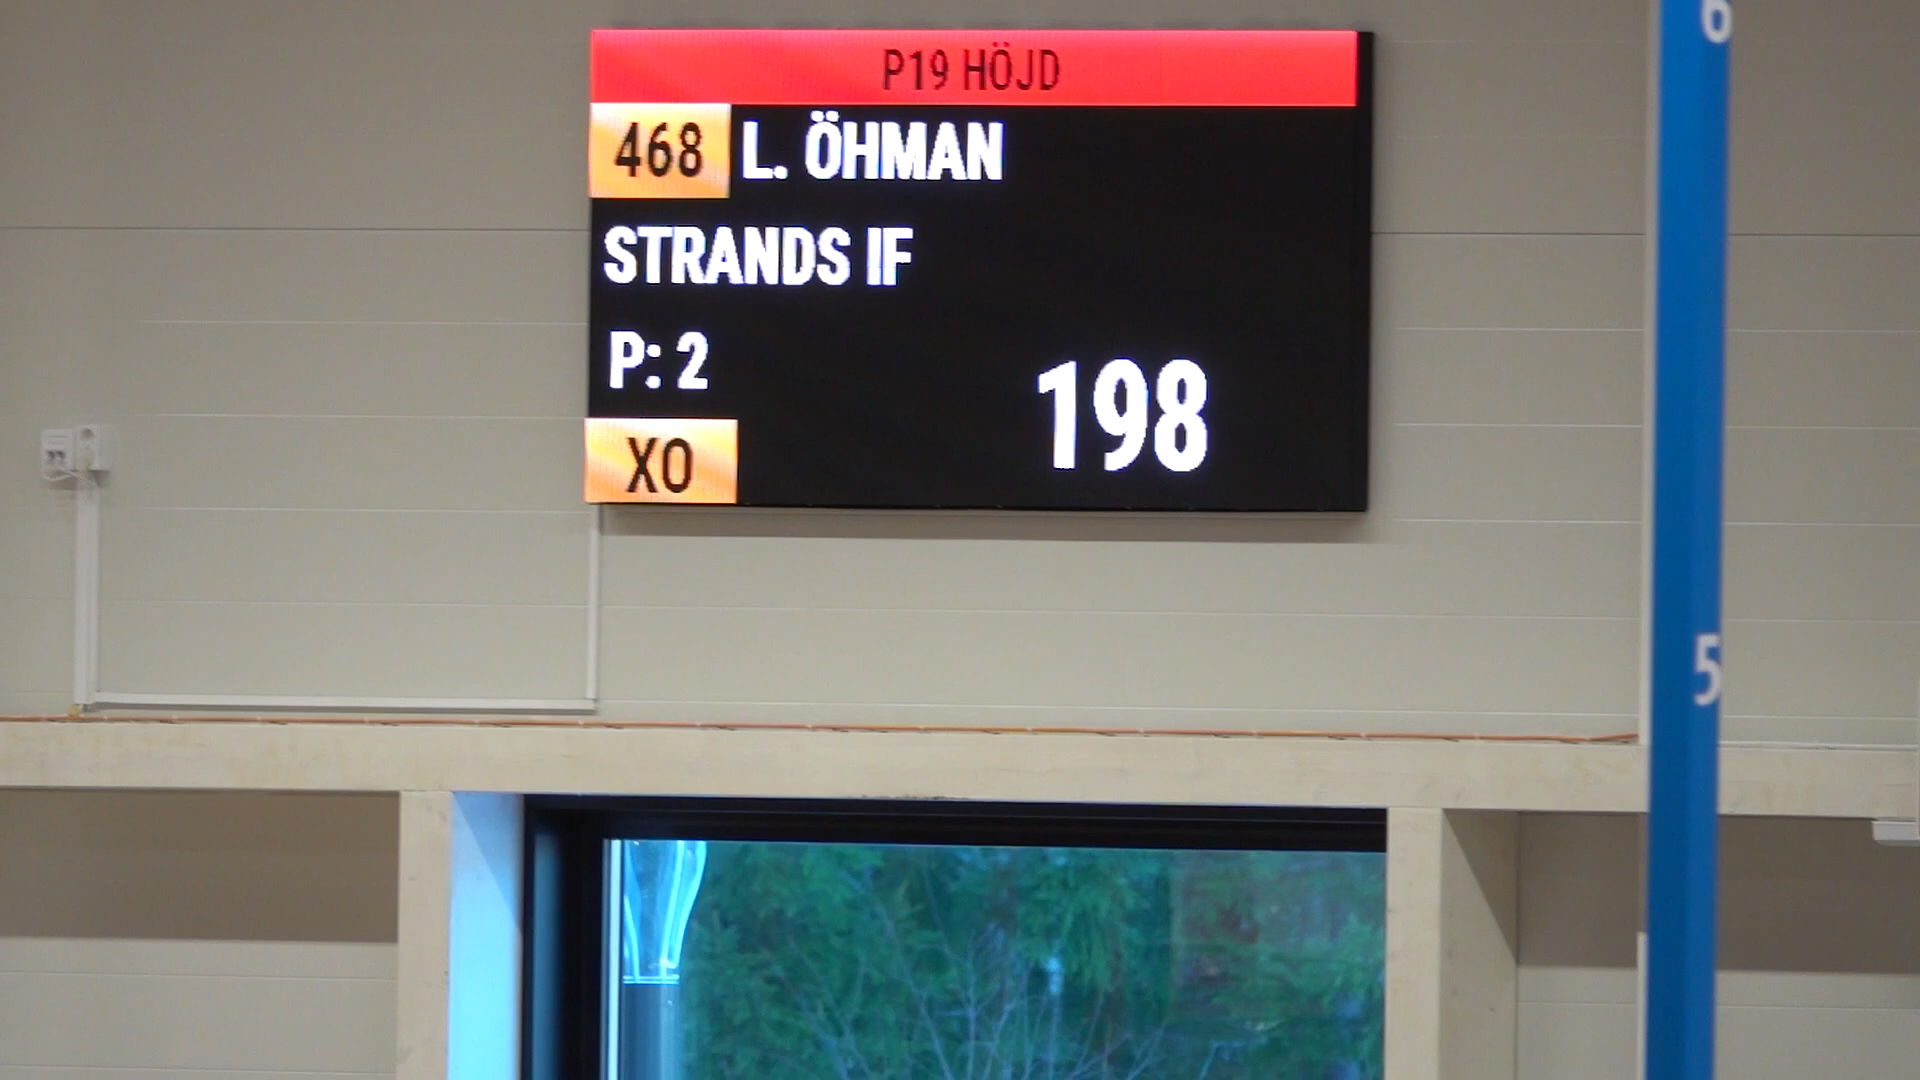 P19 HÖJD
468 L. ÖHMAN
STRANDS IF
P: 2
198
XO
6
5